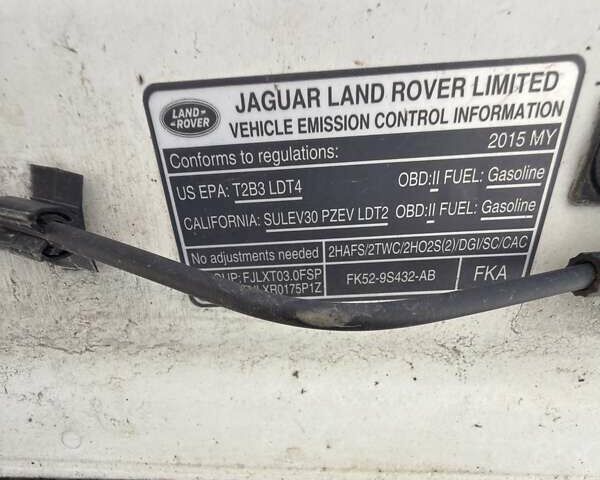 LAND
ROVER
JAGUAR LAND ROVER LIMITED
VEHICLE EMISSION CONTROL INFORMATION
Conforms to regulations: 2015 MY
US EPA: T2B3 LDT4 OBD:II FUEL: Gasoline
CALIFORNIA: SULEV30 PZEV LDT2 OBD:II FUEL: Gasoline
No adjustments needed 2HAFS/2TWC/2HO2S(2)/DGI/SC/CAC
FJLXT03.0FSP FK52-9S432-AB FKA